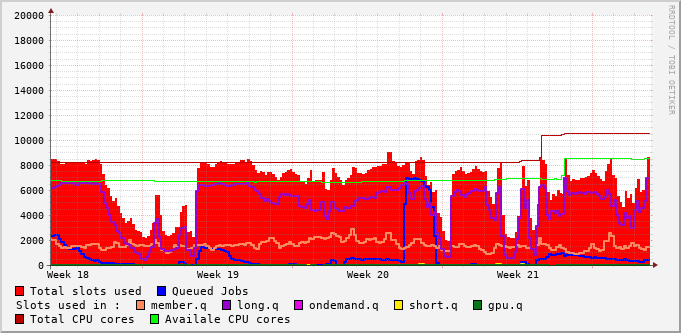 20000
18000
16000
14000
12000
10000
8000
6000
4000
2000
0
Week 18 Week 19 Week 20 Week 21
RRDTOOL / TOBI OETIKER
Total slots used Queued Jobs
Slots used in : member.q long.q ondemand.q short.q gpu.q
Total CPU cores Availale CPU cores